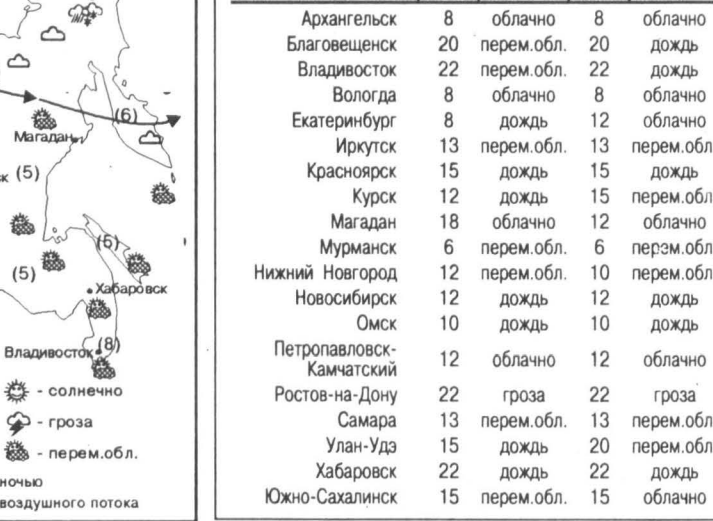 (6)
Магадан
к (5)
(5)
(5)
Хабаровск
Владивосток (8)
- солнечно
- гроза
- перем.обл.
ночью
воздушного потока
Архангельск 8 облачно 8 облачно
Благовещенск 20 перем.обл. 20 дождь
Владивосток 22 перем.обл. 22 дождь
Вологда 8 облачно 8 облачно
Екатеринбург 8 дождь 12 облачно
Иркутск 13 перем.обл. 13 перем.обл
Красноярск 15 дождь 15 дождь
Курск 12 дождь 15 перем.обл
Магадан 18 облачно 12 облачно
Мурманск 6 перем.обл. 6 перем.обл
Нижний Новгород 12 перем.обл. 10 перем.обл
Новосибирск 12 дождь 12 дождь
Омск 10 дождь 10 дождь
Петропавловск-
Камчатский 12 облачно 12 облачно
Ростов-на-Дону 22 гроза 22 гроза
Самара 13 перем.обл. 13 перем.обл
Улан-Удэ 15 дождь 20 перем.обл
Хабаровск 22 дождь 22 дождь
Южно-Сахалинск 15 перем.обл. 15 облачно